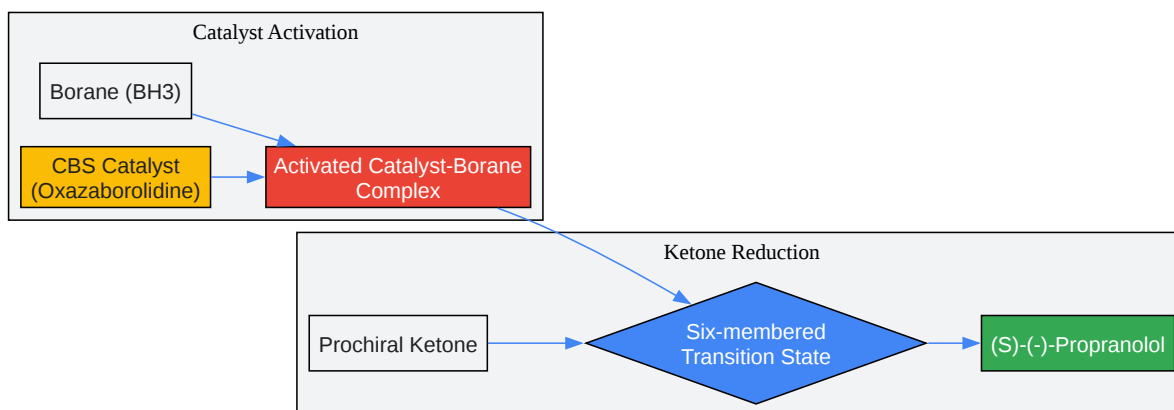 Catalyst Activation
Borane (BH3)
CBS Catalyst
(Oxazaborolidine)
Activated Catalyst-Borane
Complex
Ketone Reduction
Prochiral Ketone
Six-membered
Transition State
(S)-(-)-Propranolol